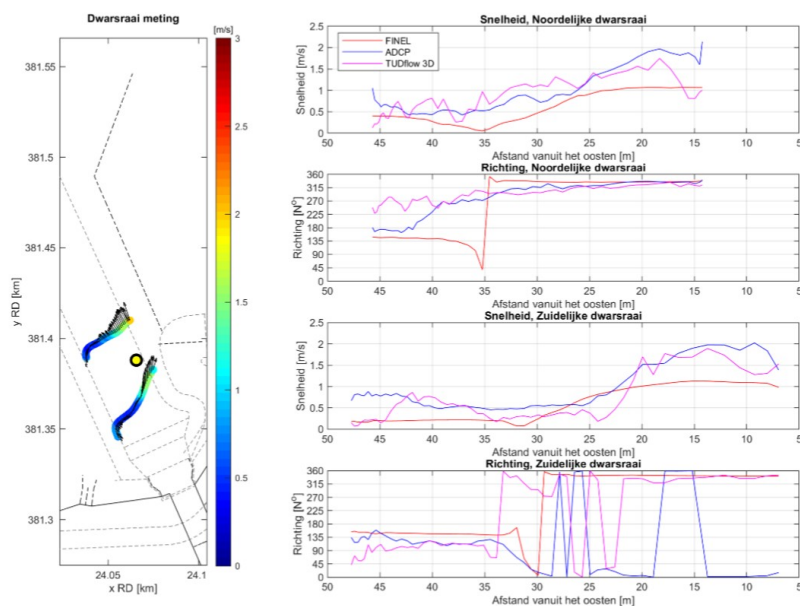 Dwarsraai meting
[m/s]
381.55
381.5
381.45
381.4
381.35
381.3
y RD [km]
24.05
24.1
x RD [km]
3
2.5
2
1.5
1
0.5
0
Snelheid, Noordelijke dwarsraai
FINEL
ADCP
TUDflow 3D
2.5
2
1.5
1
0.5
0
Snelheid [m/s]
50 45 40 35 30 25 20 15 10 5
Afstand vanuit het oosten [m]
Richting, Noordelijke dwarsraai
360
315
270
225
180
135
90
45
0
Richting [N°]
50 45 40 35 30 25 20 15 10 5
Afstand vanuit het oosten [m]
Snelheid, Zuidelijke dwarsraai
2.5
2
1.5
1
0.5
0
Snelheid [m/s]
50 45 40 35 30 25 20 15 10 5
Afstand vanuit het oosten [m]
Richting, Zuidelijke dwarsraai
360
315
270
225
180
135
90
45
0
Richting [N°]
50 45 40 35 30 25 20 15 10 5
Afstand vanuit het oosten [m]